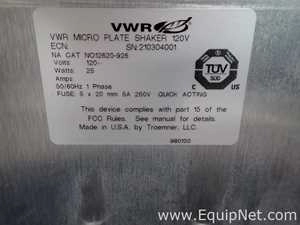 VWR
VWR MICRO PLATE SHAKER 120V
ECN: SN:210304001
NA CAT NO12620-926
Volts: 120~
Watts: 25
Amps:
50/60Hz 1 Phase
FUSE: 5 x 20 mm 5A 250V QUICK ACTING
TÜV
C US
This device complies with part 15 of the
FCC Rules. See manual for details.
Made in U.S.A. by Troemner, LLC.
980100
www.EquipNet.com